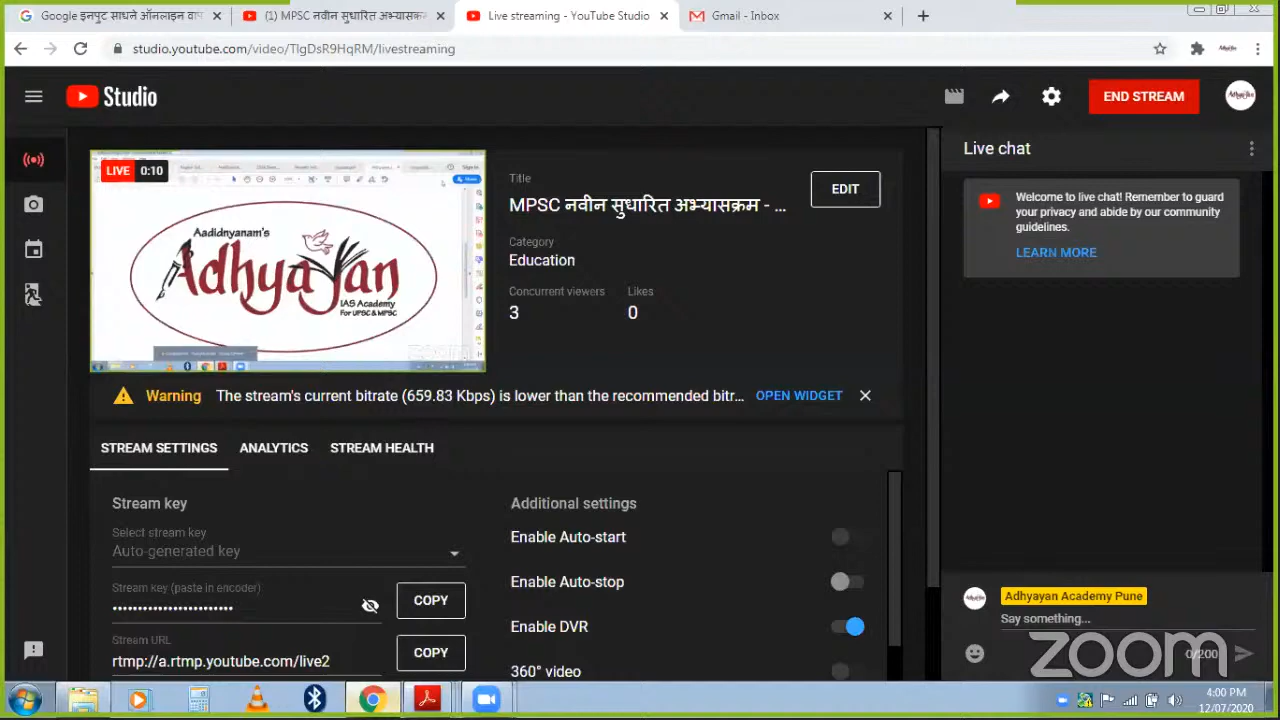 Google इनपुट साधने ऑनलाइन वाप
(1) MPSC नवीन सुधारित अभ्यासक्रम
Live streaming - YouTube Studio
Gmail - Inbox
studio.youtube.com/video/TlgDsR9HqRM/livestreaming
Studio
END STREAM
Adhyayan
LIVE 0:10
Aadidnyanam's
Adhyayan
IAS Academy
For UPSC & MPSC
Title
MPSC नवीन सुधारित अभ्यासक्रम - ...
EDIT
Category
Education
Concurrent viewers Likes
3 0
Warning The stream's current bitrate (659.83 Kbps) is lower than the recommended bitr... OPEN WIDGET
STREAM SETTINGS ANALYTICS STREAM HEALTH
Stream key
Select stream key
Auto-generated key
Stream key (paste in encoder)
COPY
Stream URL
rtmp://a.rtmp.youtube.com/live2
COPY
Additional settings
Enable Auto-start
Enable Auto-stop
Enable DVR
360° video
Live chat
Welcome to live chat! Remember to guard
your privacy and abide by our community
guidelines.
LEARN MORE
Adhyayan Academy Pune
Say something...
0/200
zoom
4:00 PM
12/07/2020